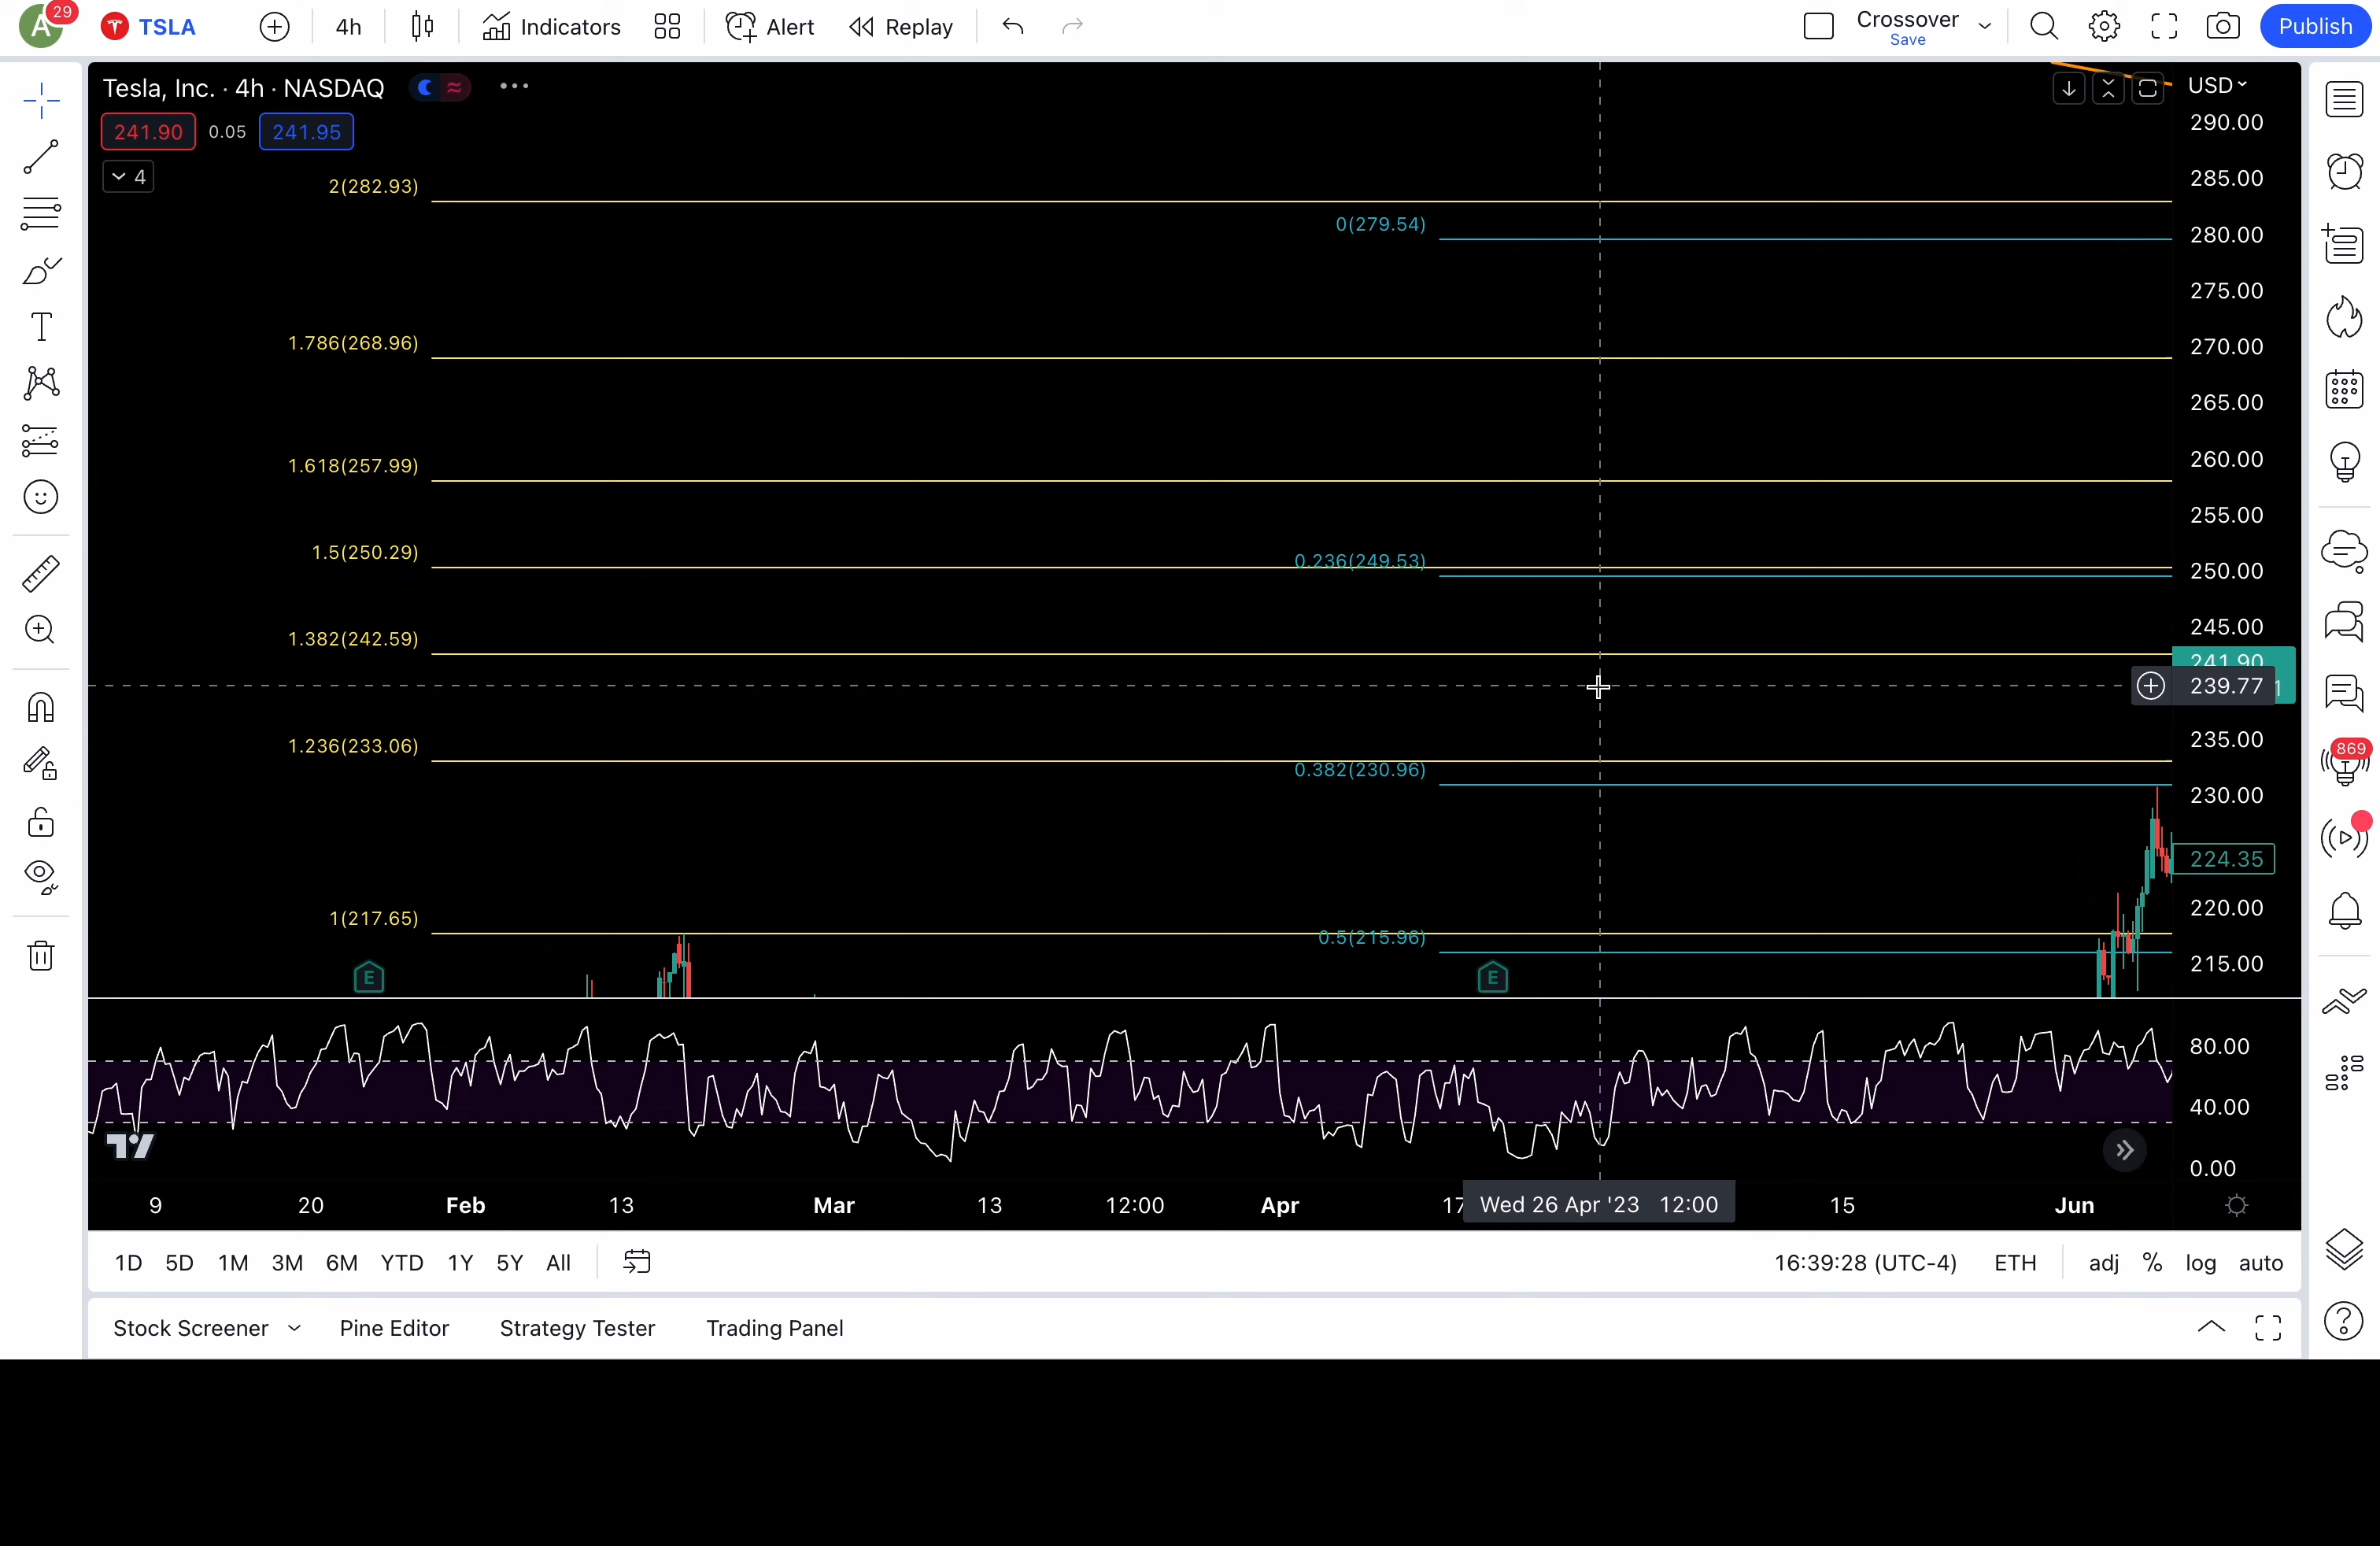 A
29
TSLA
4h
Indicators
Alert
Replay
Crossover
Save
Publish
Tesla, Inc. · 4h · NASDAQ
241.90
0.05
241.95
4
USD
290.00
285.00
280.00
275.00
270.00
265.00
260.00
255.00
250.00
245.00
241.90
239.77
235.00
230.00
224.35
220.00
215.00
2(282.93)
0(279.54)
1.786(268.96)
1.618(257.99)
1.5(250.29)
0.236(249.53)
1.382(242.59)
1.236(233.06)
0.382(230.96)
1(217.65)
0.5(215.96)
E
E
80.00
40.00
0.00
869
9
20
Feb
13
Mar
13
12:00
Apr
17
Wed 26 Apr '23 12:00
15
Jun
1D
5D
1M
3M
6M
YTD
1Y
5Y
All
16:39:28 (UTC-4)
ETH
adj
%
log
auto
Stock Screener
Pine Editor
Strategy Tester
Trading Panel